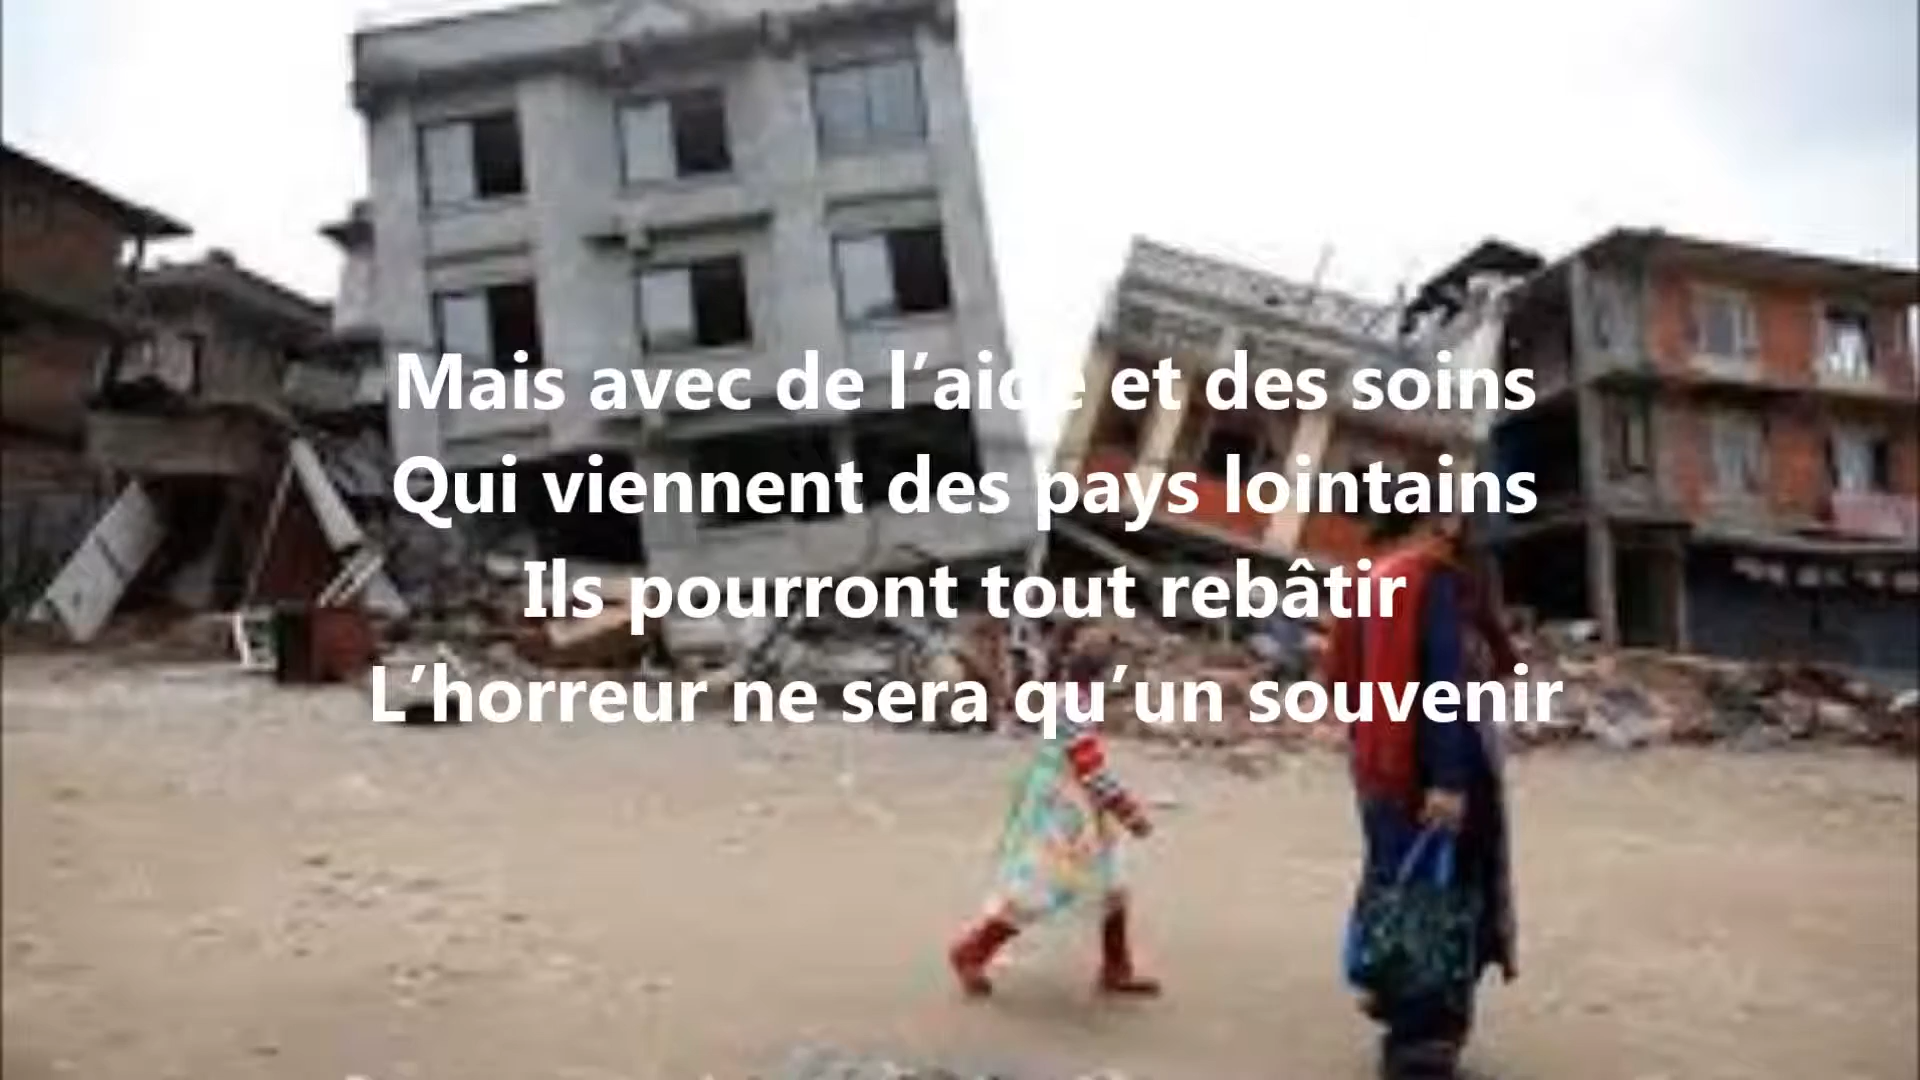 Mais avec de l’aide et des soins
Qui viennent des pays lointains
Ils pourront tout rebâtir
L’horreur ne sera qu’un souvenir